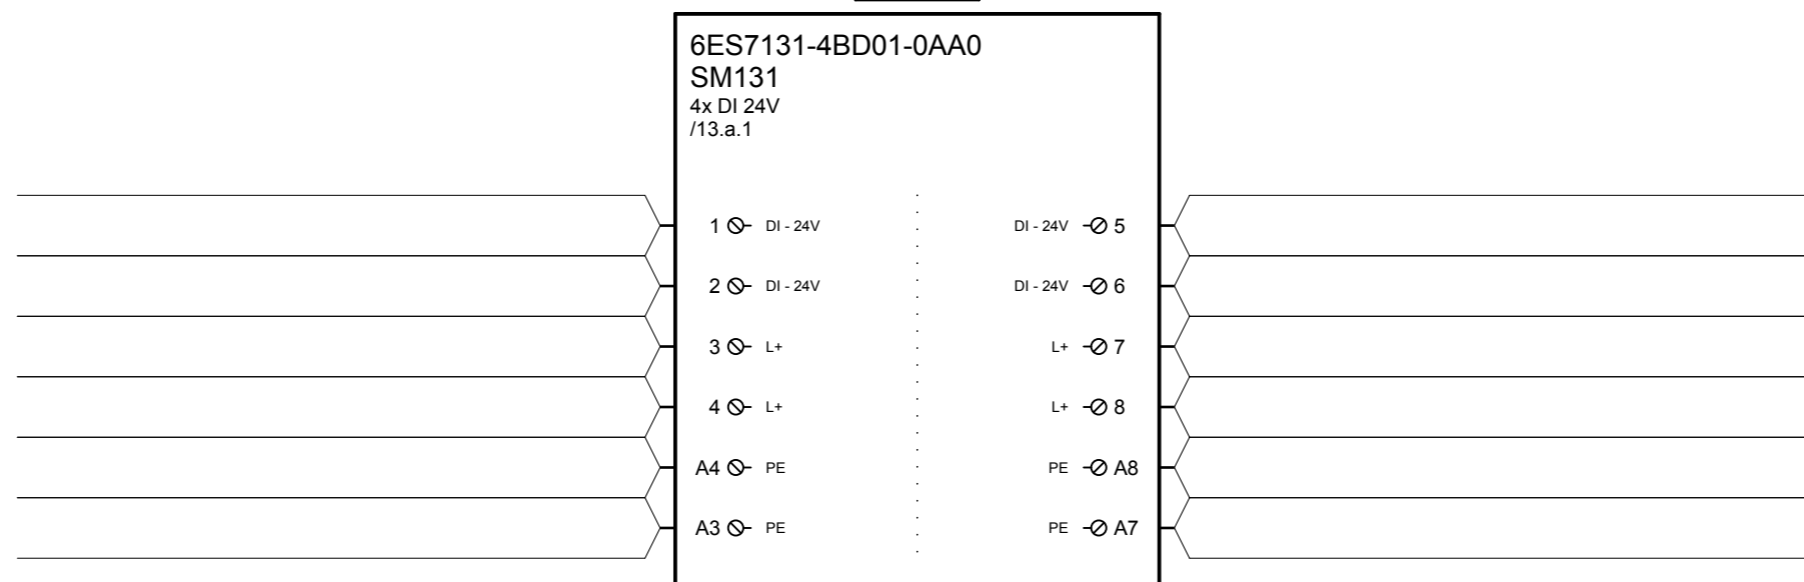 6ES7131-4BD01-0AA0
SM131
4x DI 24V
/13.a.1
1 DI - 24V DI - 24V 5
2 DI - 24V DI - 24V 6
3 L+ L+ 7
4 L+ L+ 8
A4 PE PE A8
A3 PE PE A7